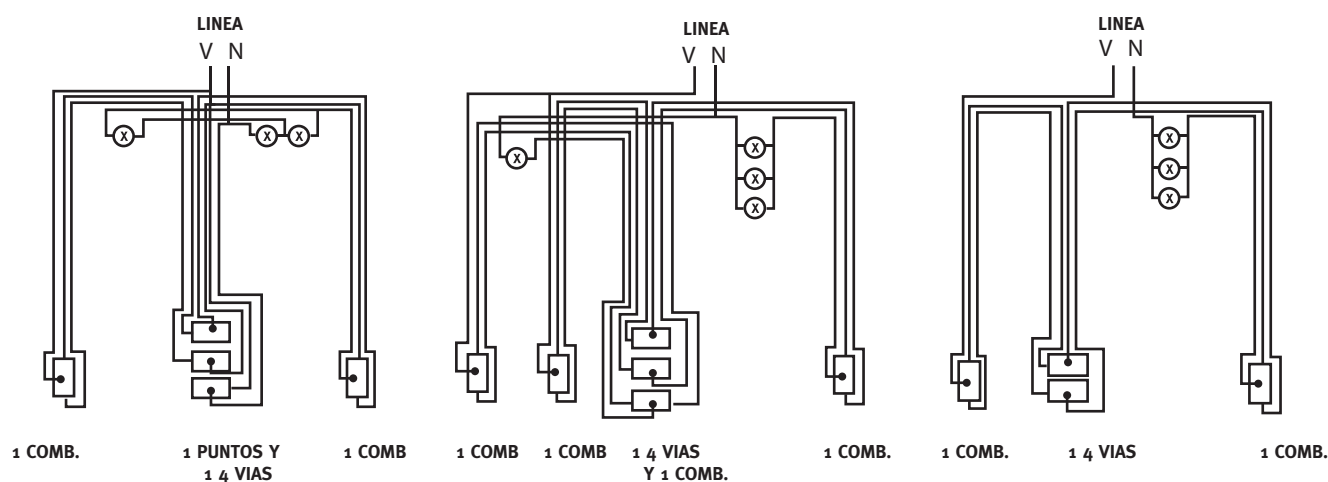 LINEA
V N
X
X X
1 COMB.
1 PUNTOS Y
1 4 VIAS
1 COMB
LINEA
V N
X
X
X
X
1 COMB
1 COMB
1 4 VIAS
Y 1 COMB.
1 COMB.
LINEA
V N
X
X
X
1 COMB.
1 4 VIAS
1 COMB.